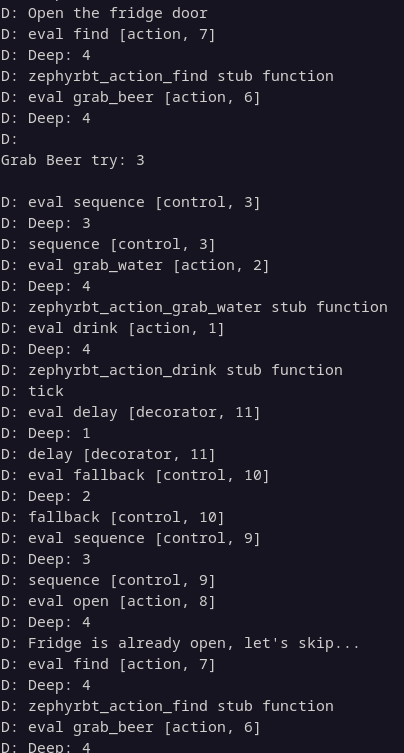 D: Open the fridge door
D: eval find [action, 7]
D: Deep: 4
D: zephyrbt_action_find stub function
D: eval grab_beer [action, 6]
D: Deep: 4
D:
Grab Beer try: 3
D: eval sequence [control, 3]
D: Deep: 3
D: sequence [control, 3]
D: eval grab_water [action, 2]
D: Deep: 4
D: zephyrbt_action_grab_water stub function
D: eval drink [action, 1]
D: Deep: 4
D: zephyrbt_action_drink stub function
D: tick
D: eval delay [decorator, 11]
D: Deep: 1
D: delay [decorator, 11]
D: eval fallback [control, 10]
D: Deep: 2
D: fallback [control, 10]
D: eval sequence [control, 9]
D: Deep: 3
D: sequence [control, 9]
D: eval open [action, 8]
D: Deep: 4
D: Fridge is already open, let's skip...
D: eval find [action, 7]
D: Deep: 4
D: zephyrbt_action_find stub function
D: eval grab_beer [action, 6]
D: Deep: 4